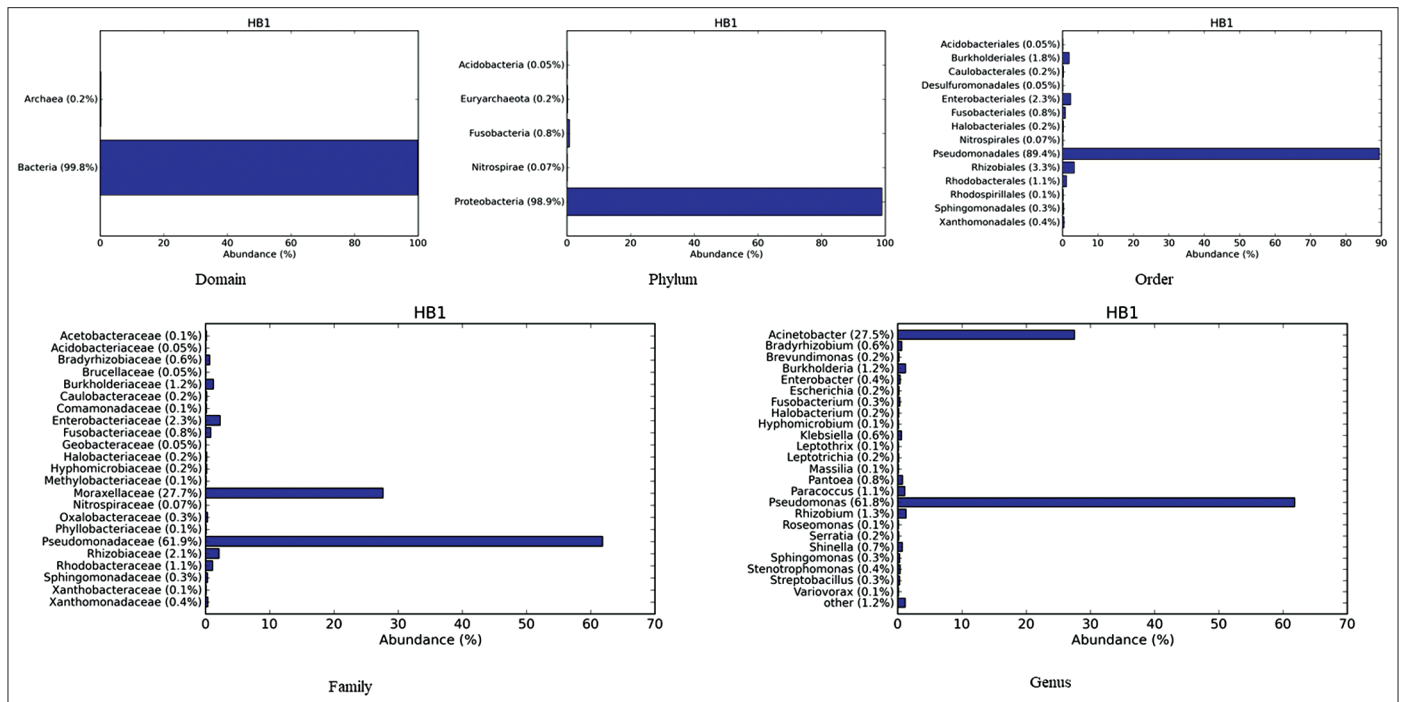 HB1
Archaea (0.2%)
Bacteria (99.8%)
0 20 40 60 80 100
Abundance (%)
Domain
HB1
Acidobacteria (0.05%)
Euryarchaeota (0.2%)
Fusobacteria (0.8%)
Nitrospirae (0.07%)
Proteobacteria (98.9%)
0 20 40 60 80 100
Abundance (%)
Phylum
HB1
Acidobacteriales (0.05%)
Burkholderiales (1.8%)
Caulobacterales (0.2%)
Desulfuromonadales (0.05%)
Enterobacteriales (2.3%)
Fusobacteriales (0.8%)
Halobacteriales (0.2%)
Nitrospirales (0.07%)
Pseudomonadales (89.4%)
Rhizobiales (3.3%)
Rhodobacterales (1.1%)
Rhodospirillales (0.1%)
Sphingomonadales (0.3%)
Xanthomonadales (0.4%)
0 10 20 30 40 50 60 70 80 90
Abundance (%)
Order
HB1
Acetobacteraceae (0.1%)
Acidobacteriaceae (0.05%)
Bradyrhizobiaceae (0.6%)
Brucellaceae (0.05%)
Burkholderiaceae (1.2%)
Caulobacteraceae (0.2%)
Comamonadaceae (0.1%)
Enterobacteriaceae (2.3%)
Fusobacteriaceae (0.8%)
Geobacteraceae (0.05%)
Halobacteriaceae (0.2%)
Hyphomicrobiaceae (0.2%)
Methylobacteriaceae (0.1%)
Moraxellaceae (27.7%)
Nitrospiraceae (0.07%)
Oxalobacteraceae (0.3%)
Phyllobacteriaceae (0.1%)
Pseudomonadaceae (61.9%)
Rhizobiaceae (2.1%)
Rhodobacteraceae (1.1%)
Sphingomonadaceae (0.3%)
Xanthobacteraceae (0.1%)
Xanthomonadaceae (0.4%)
0 10 20 30 40 50 60 70
Abundance (%)
Family
HB1
Acinetobacter (27.5%)
Bradyrhizobium (0.6%)
Brevundimonas (0.2%)
Burkholderia (1.2%)
Enterobacter (0.4%)
Escherichia (0.2%)
Fusobacterium (0.3%)
Halobacterium (0.2%)
Hyphomicrobium (0.1%)
Klebsiella (0.6%)
Leptothrix (0.1%)
Leptotrichia (0.2%)
Massilia (0.1%)
Pantoea (0.8%)
Paracoccus (1.1%)
Pseudomonas (61.8%)
Rhizobium (1.3%)
Roseomonas (0.1%)
Serratia (0.2%)
Shinella (0.7%)
Sphingomonas (0.3%)
Stenotrophomonas (0.4%)
Streptobacillus (0.3%)
Variovorax (0.1%)
other (1.2%)
0 10 20 30 40 50 60 70
Abundance (%)
Genus